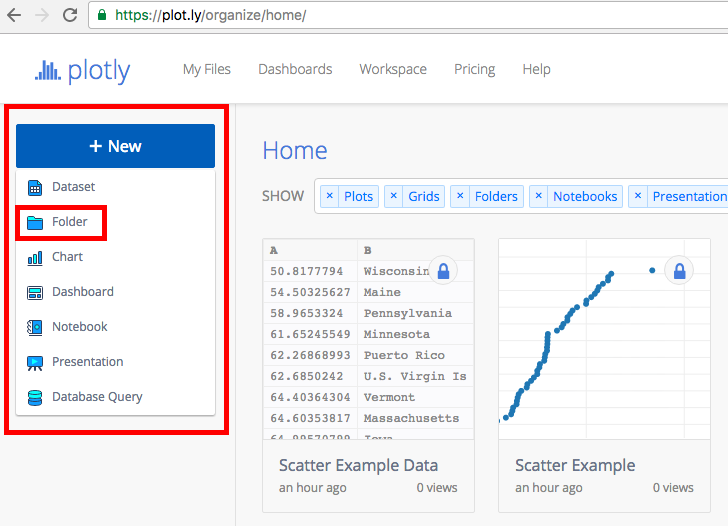 https://plot.ly/organize/home/
plotly My Files Dashboards Workspace Pricing Help
+ New
Dataset
Folder
Chart
Dashboard
Notebook
Presentation
Database Query
Home
SHOW × Plots × Grids × Folders × Notebooks × Presentation
A B
50.8177794 Wisconsin
54.50325627 Maine
58.9653324 Pennsylvania
61.65245549 Minnesota
62.26868993 Puerto Rico
62.6850242 U.S. Virgin Is
64.40364304 Vermont
64.60353817 Massachusetts
64.99570799 Iowa
Scatter Example Data
an hour ago 0 views
Scatter Example
an hour ago 0 views